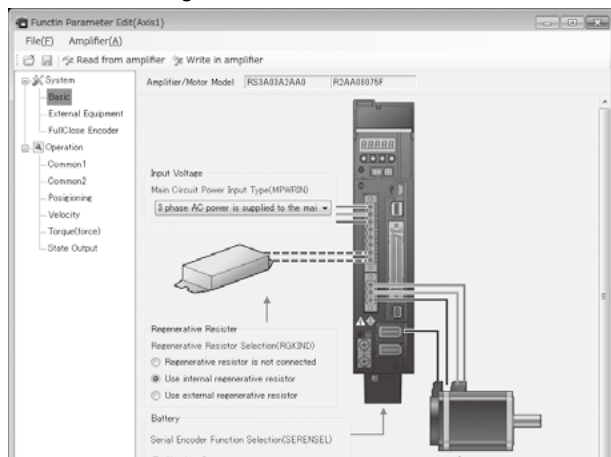 Functin Parameter Edit(Axis1)
File(F) Amplifier(A)
Read from amplifier Write in amplifier
System
Basic
External Equipment
FullClose Encoder
Operation
Common1
Common2
Posigioning
Velocity
Torque(force)
State Output
Amplifier/Motor Model RS3A03A2AA0 R2AA08075F
Input Voltage
Main Circuit Power Input Type(MPWRIN)
3 phase AC power is supplied to the mai
Regenerative Resister
Regenerative Resistor Selection(RGKIND)
Regenerative resistor is not connected
Use internal regenerative resistor
Use external regenerative resistor
Battery
Serial Encoder Function Selection(SERENSEL)